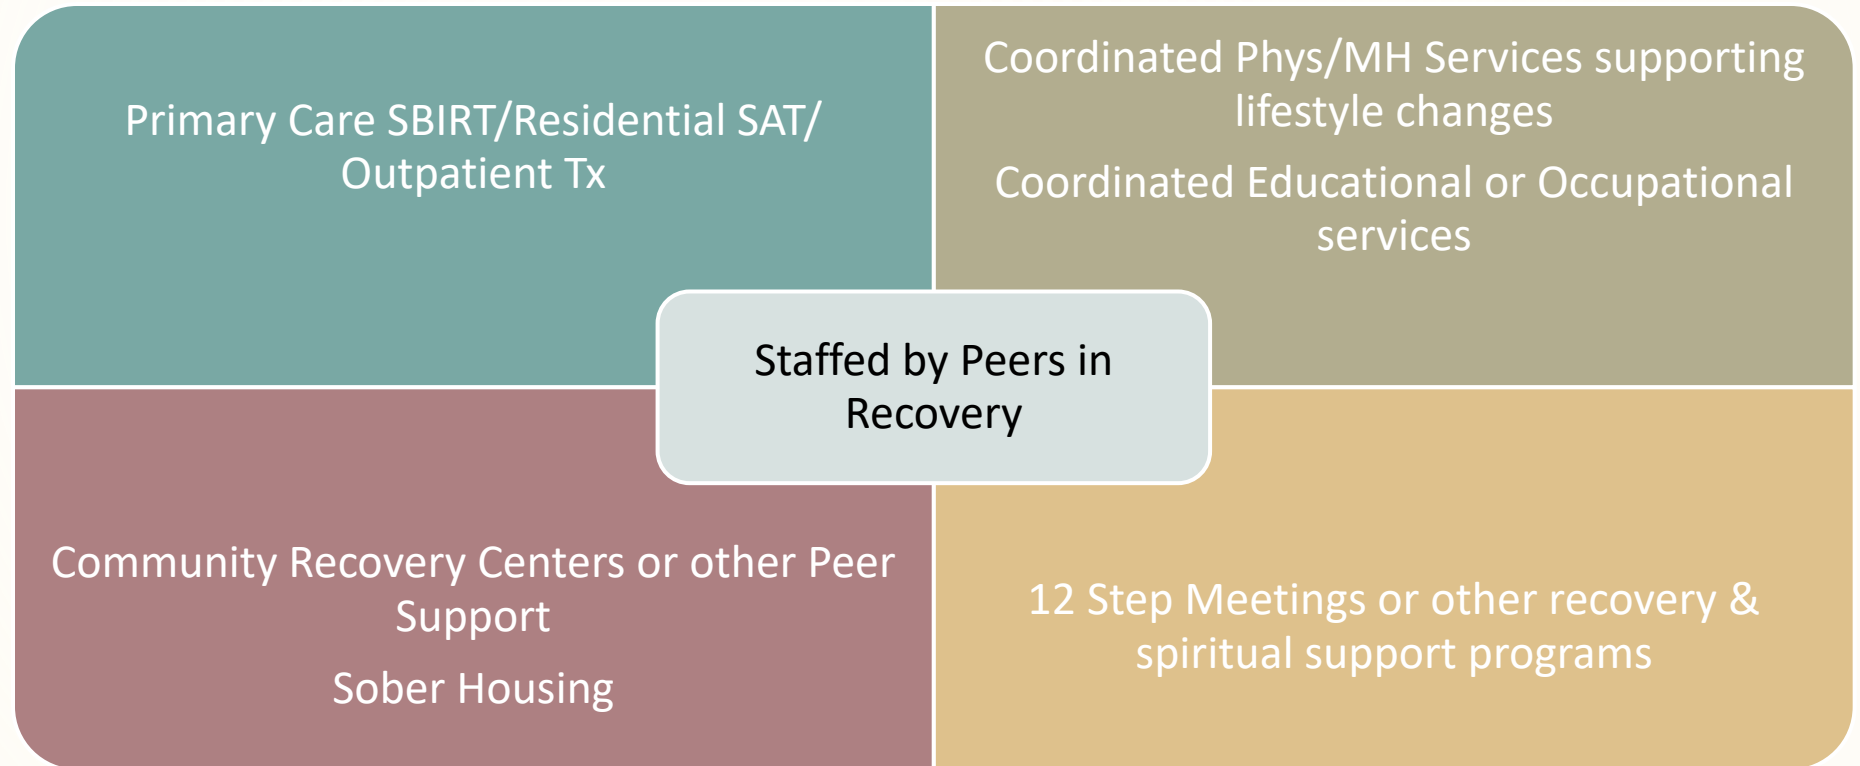 Primary Care SBIRT/Residential SAT/
Outpatient Tx
Coordinated Phys/MH Services supporting
lifestyle changes
Coordinated Educational or Occupational
services
Staffed by Peers in
Recovery
Community Recovery Centers or other Peer
Support
Sober Housing
12 Step Meetings or other recovery &
spiritual support programs